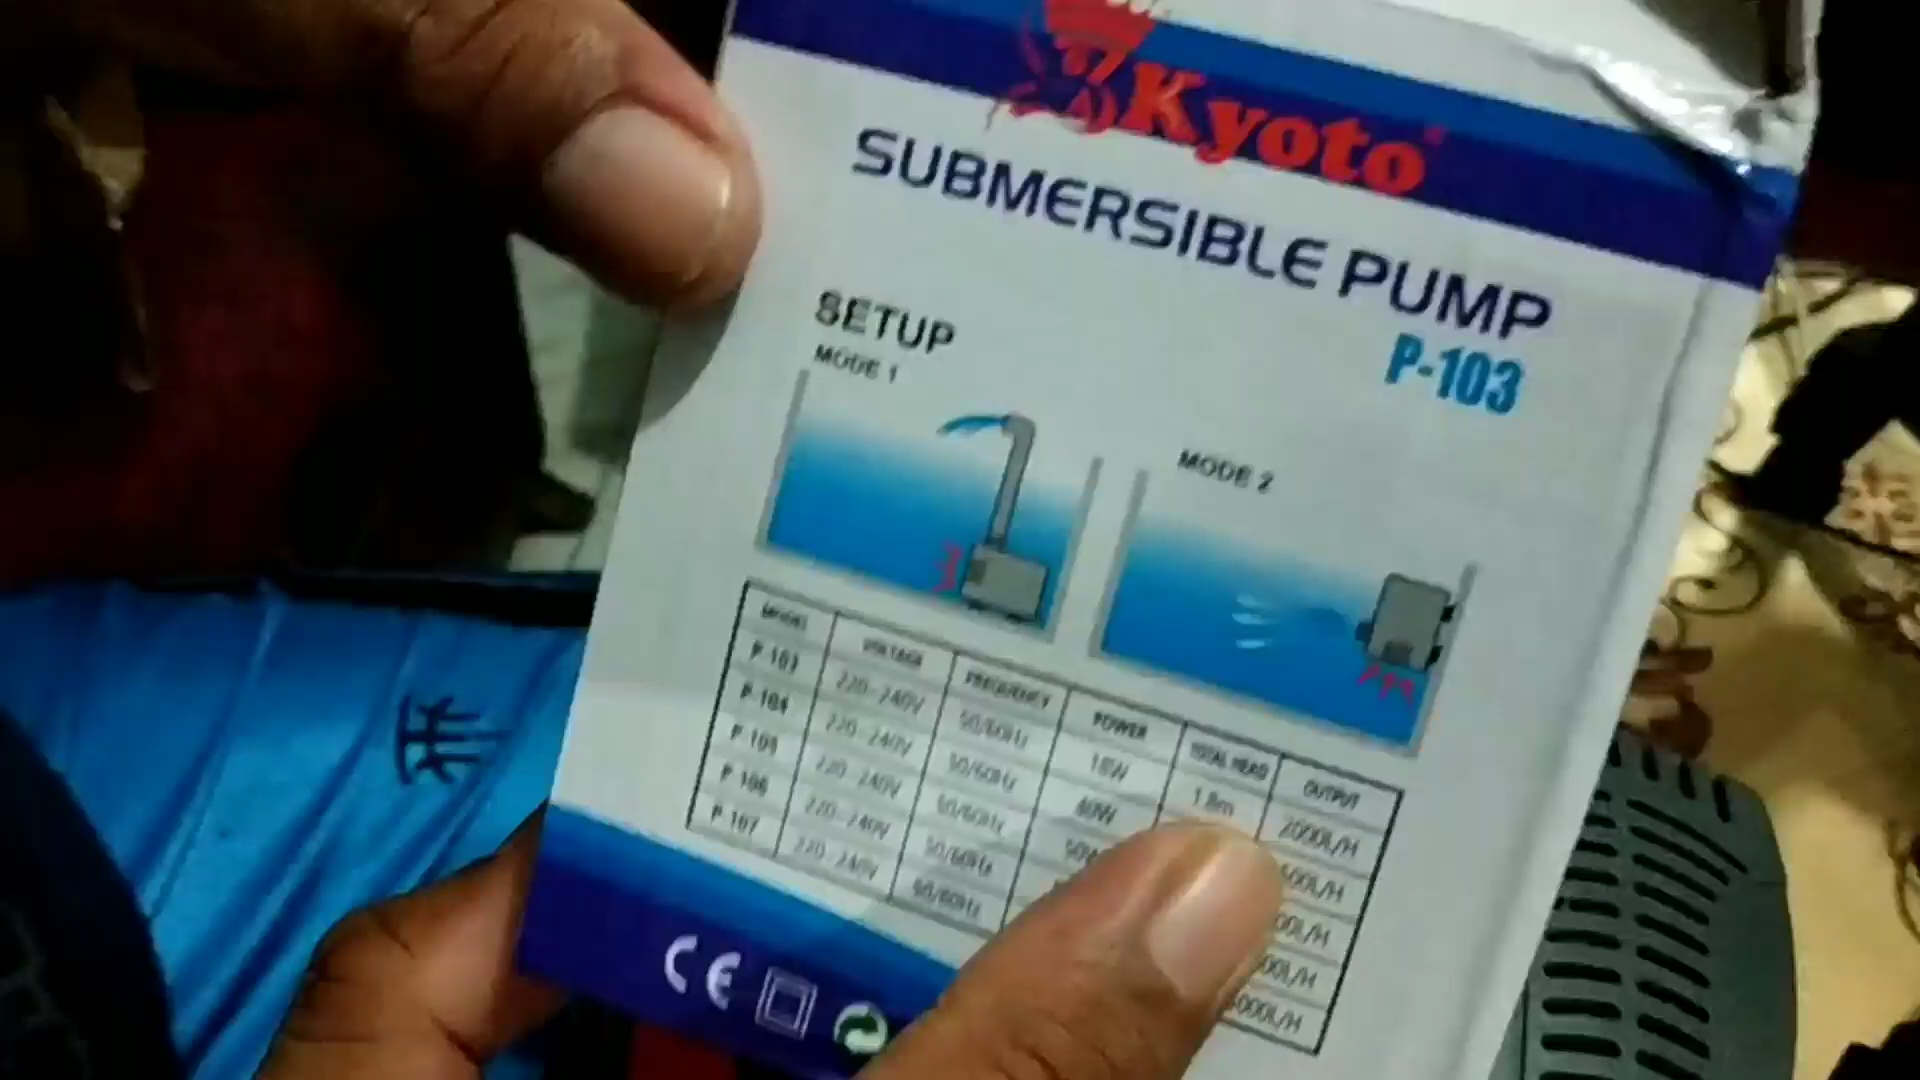 Kyoto
SUBMERSIBLE PUMP
P-103
SETUP
MODE 1
MODE 2
MODEL VOLTAGE FREQUENCY POWER TOTAL HEAD OUTPUT
P-103 220-240V 50/60Hz 18W 1.8m 2000L/H
P-104 220-240V 50/60Hz
P-105 220-240V 50/60Hz
P-106 220-240V 50/60Hz
P-107 220-240V 50/60Hz
CE